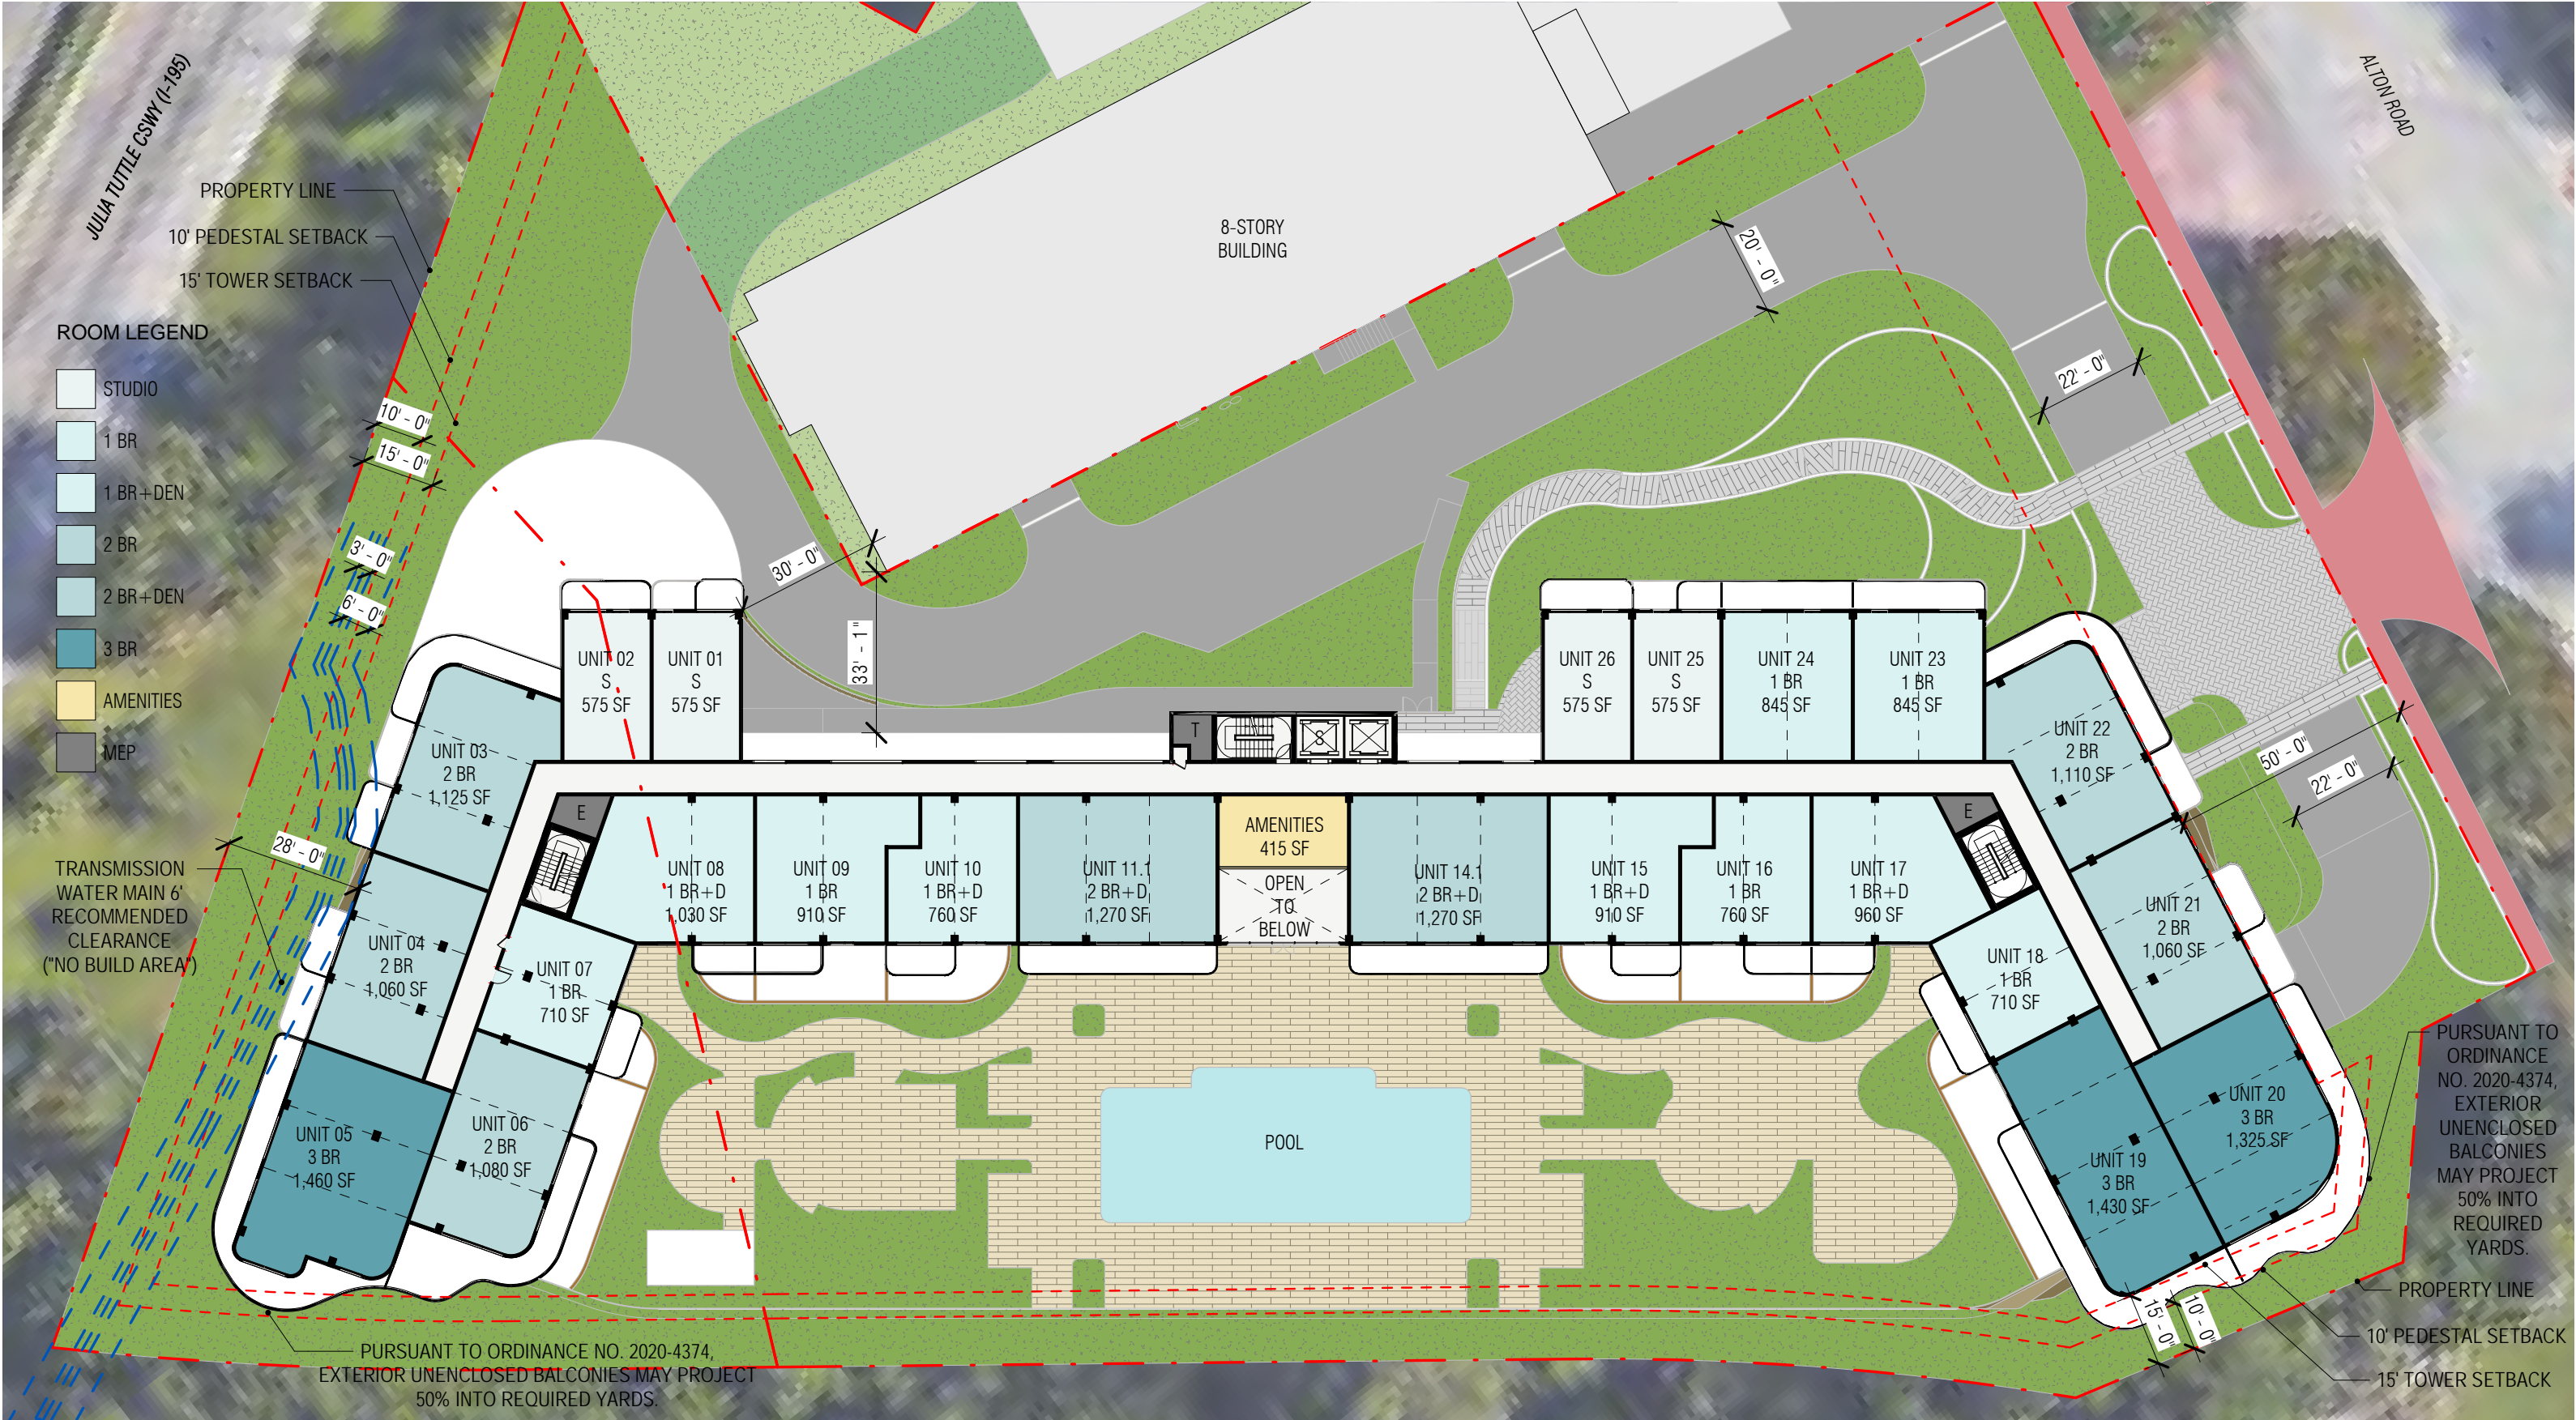 JULIA TUTTLE CSWY (I-195)
ALTON ROAD
PROPERTY LINE
10' PEDESTAL SETBACK
15' TOWER SETBACK
8-STORY
BUILDING
20' - 0"
22' - 0"
ROOM LEGEND
STUDIO
1 BR
1 BR+DEN
2 BR
2 BR+DEN
3 BR
AMENITIES
MEP
10' - 0"
15' - 0"
3' - 0"
6' - 0"
30' - 0"
33' - 1"
28' - 0"
50' - 0"
22' - 0"
UNIT 02
S
575 SF
UNIT 01
S
575 SF
UNIT 26
S
575 SF
UNIT 25
S
575 SF
UNIT 24
1 BR
845 SF
UNIT 23
1 BR
845 SF
UNIT 22
2 BR
1,110 SF
UNIT 03
2 BR
1,125 SF
T
S
E
E
UNIT 08
1 BR+D
1,030 SF
UNIT 09
1 BR
910 SF
UNIT 10
1 BR+D
760 SF
UNIT 11.1
2 BR+D
1,270 SF
AMENITIES
415 SF
OPEN
TO
BELOW
UNIT 14.1
2 BR+D
1,270 SF
UNIT 15
1 BR+D
910 SF
UNIT 16
1 BR
760 SF
UNIT 17
1 BR+D
960 SF
UNIT 21
2 BR
1,060 SF
UNIT 18
1 BR
710 SF
UNIT 04
2 BR
1,060 SF
UNIT 07
1 BR
710 SF
TRANSMISSION
WATER MAIN 6'
RECOMMENDED
CLEARANCE
("NO BUILD AREA")
UNIT 05
3 BR
1,460 SF
UNIT 06
2 BR
1,080 SF
POOL
UNIT 20
3 BR
1,325 SF
UNIT 19
3 BR
1,430 SF
PURSUANT TO
ORDINANCE
NO. 2020-4374,
EXTERIOR
UNENCLOSED
BALCONIES
MAY PROJECT
50% INTO
REQUIRED
YARDS.
PROPERTY LINE
10' PEDESTAL SETBACK
15' TOWER SETBACK
15' - 0"
10' - 0"
PURSUANT TO ORDINANCE NO. 2020-4374,
EXTERIOR UNENCLOSED BALCONIES MAY PROJECT
50% INTO REQUIRED YARDS.